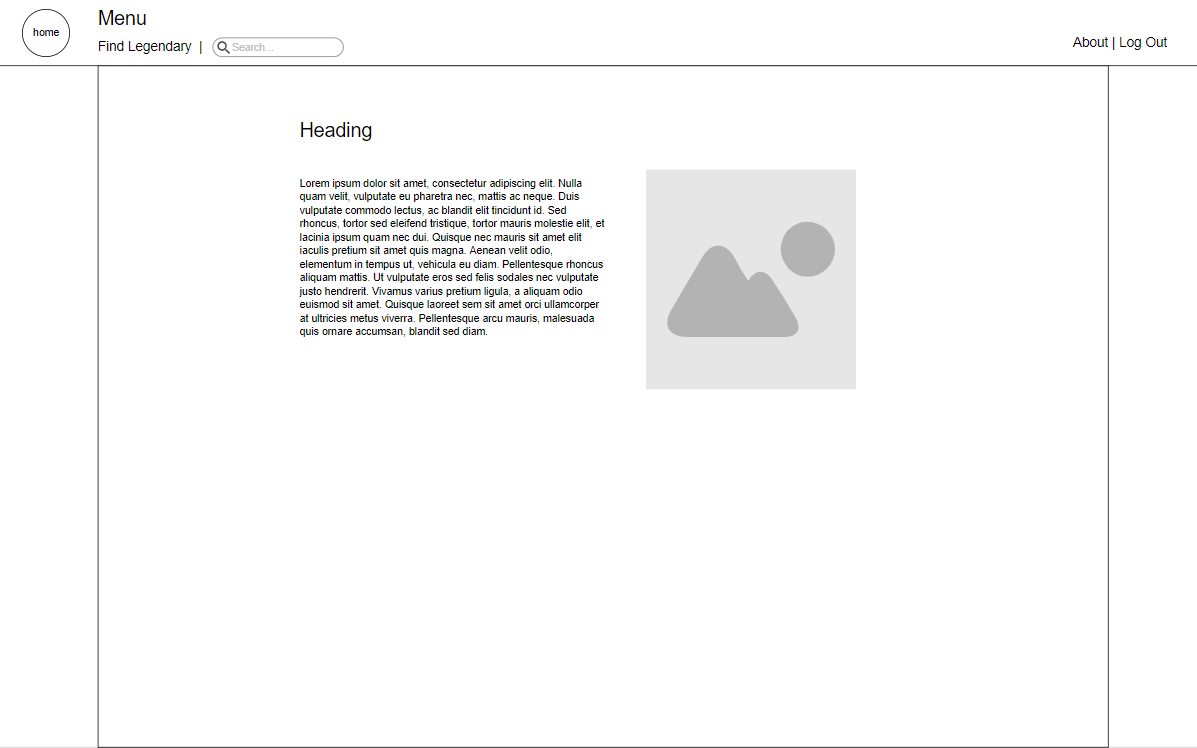 home
Menu
Find Legendary |
Search...
About | Log Out
Heading
Lorem ipsum dolor sit amet, consectetur adipiscing elit. Nulla
quam velit, vulputate eu pharetra nec, mattis ac neque. Duis
vulputate commodo lectus, ac blandit elit tincidunt id. Sed
rhoncus, tortor sed eleifend tristique, tortor mauris molestie elit, et
lacinia ipsum quam nec dui. Quisque nec mauris sit amet elit
iaculis pretium sit amet quis magna. Aenean velit odio,
elementum in tempus ut, vehicula eu diam. Pellentesque rhoncus
aliquam mattis. Ut vulputate eros sed felis sodales nec vulputate
justo hendrerit. Vivamus varius pretium ligula, a aliquam odio
euismod sit amet. Quisque laoreet sem sit amet orci ullamcorper
at ultricies metus viverra. Pellentesque arcu mauris, malesuada
quis ornare accumsan, blandit sed diam.